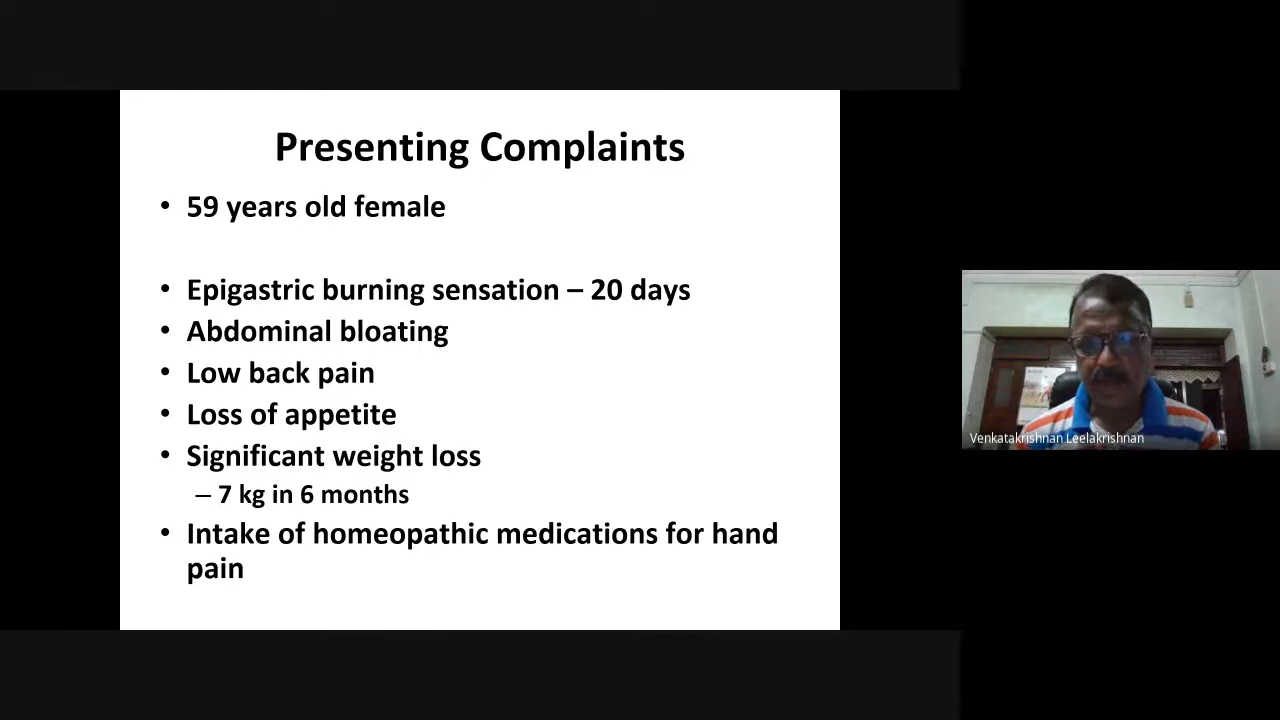 Presenting Complaints
• 59 years old female
• Epigastric burning sensation – 20 days
• Abdominal bloating
• Low back pain
• Loss of appetite
• Significant weight loss
– 7 kg in 6 months
• Intake of homeopathic medications for hand
pain
Venkatakrishnan Leelakrishnan